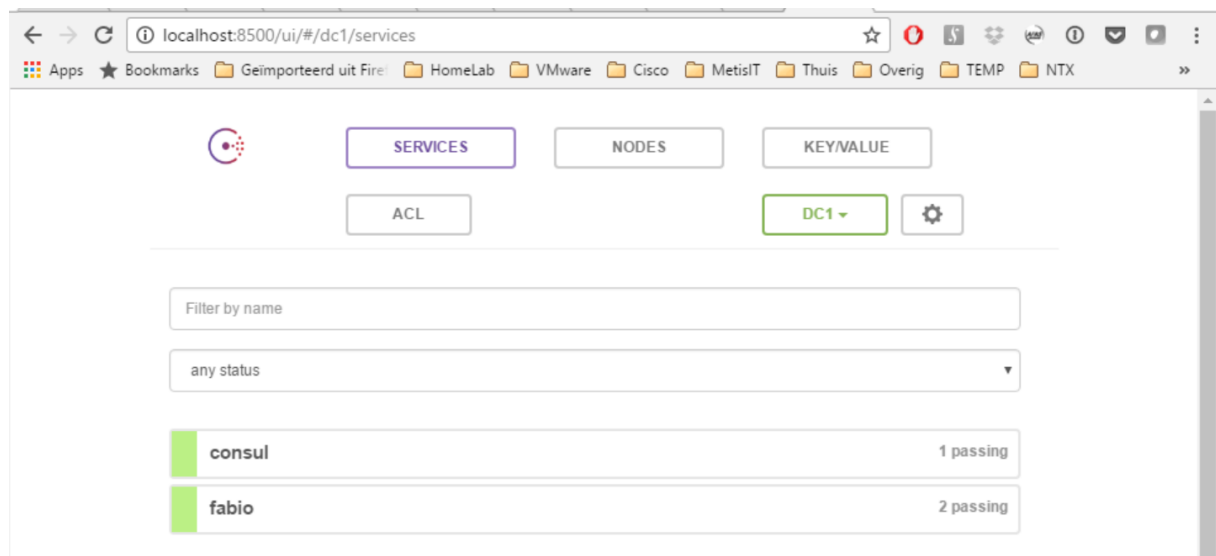 localhost:8500/ui/#/dc1/services
Apps Bookmarks Geïmporteerd uit Firef HomeLab VMware Cisco MetisIT Thuis Overig TEMP NTX »
SERVICES NODES KEY/VALUE
ACL DC1
Filter by name
any status
consul 1 passing
fabio 2 passing